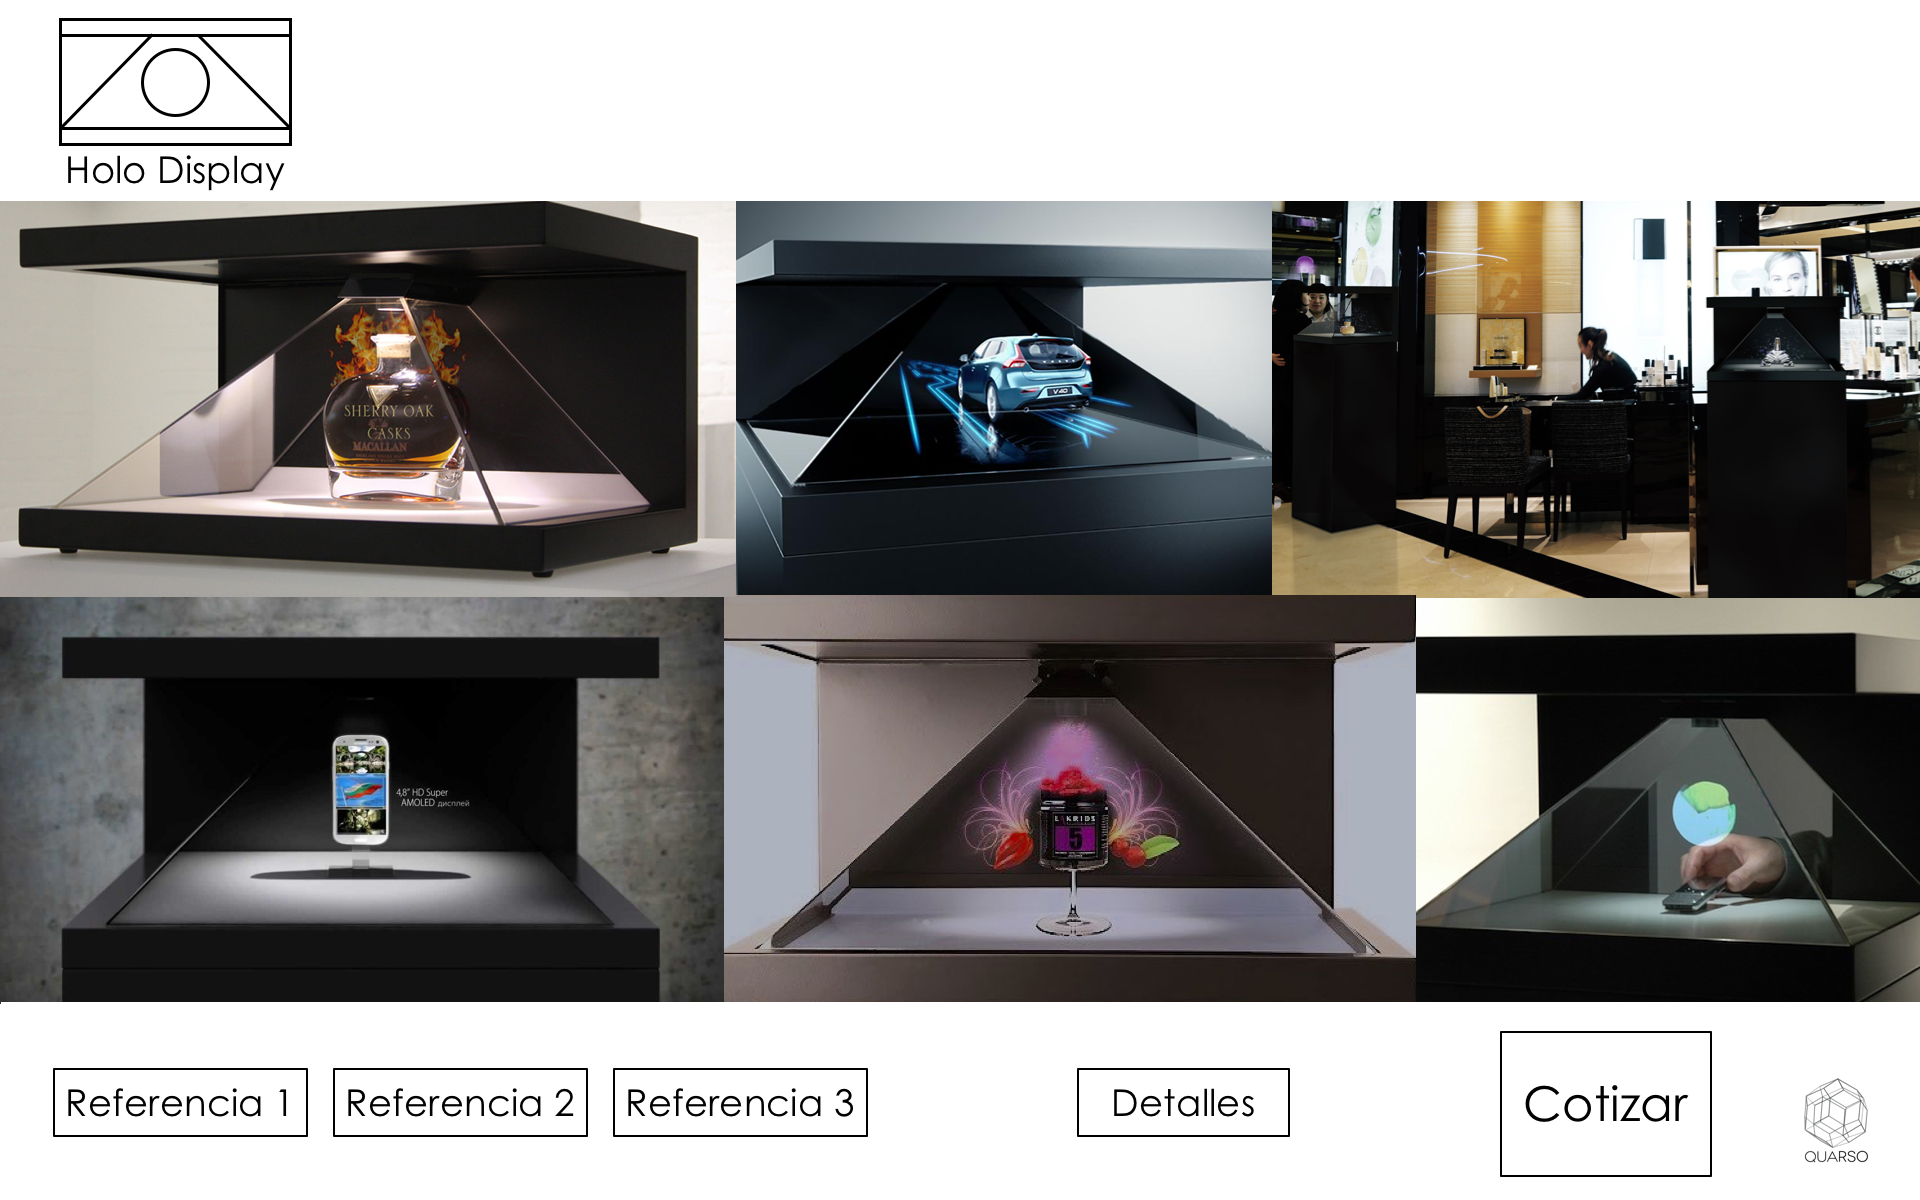 Holo Display
SHERRY OAK
CASKS
MACALLAN
V40
4,8" HD Super
AMOLED дисплей
LAKRIDS
5
Referencia 1
Referencia 2
Referencia 3
Detalles
Cotizar
QUARSO